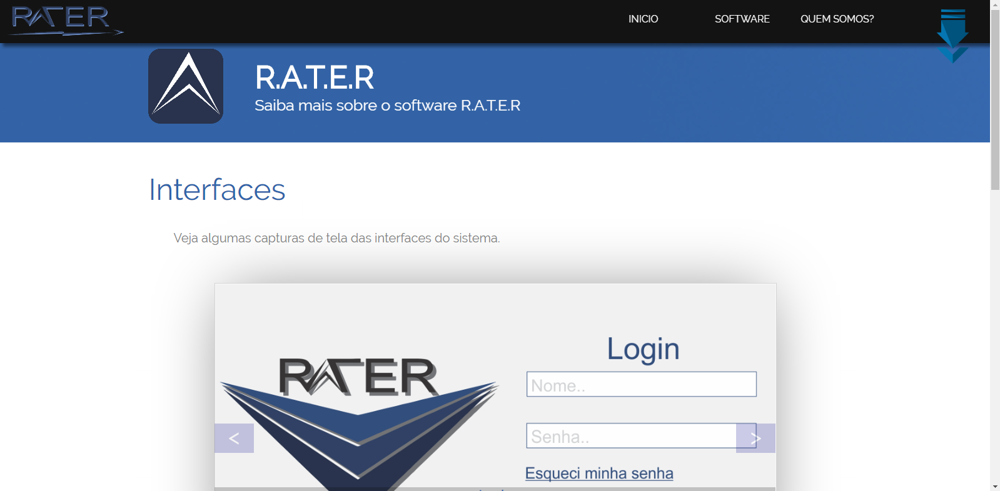 RATER
INICIO
SOFTWARE
QUEM SOMOS?
R.A.T.E.R
Saiba mais sobre o software R.A.T.E.R
Interfaces
Veja algumas capturas de tela das interfaces do sistema.
RATER
Login
Nome..
Senha..
<
>
Esqueci minha senha